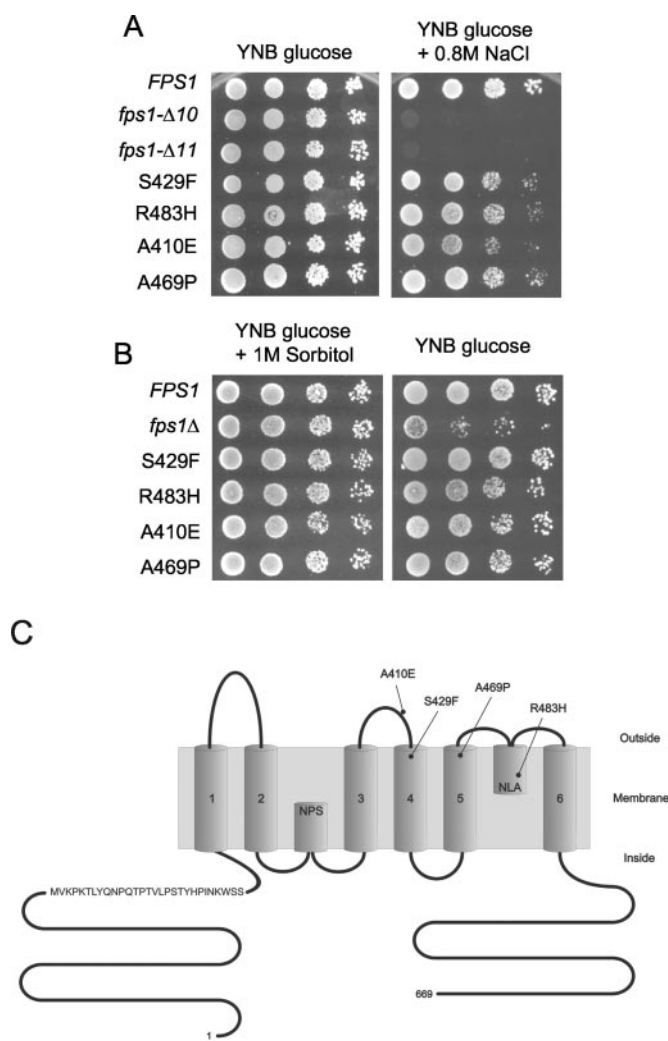 A
YNB glucose
YNB glucose
+ 0.8M NaCl
FPS1
fps1-Δ10
fps1-Δ11
S429F
R483H
A410E
A469P
B
YNB glucose
+ 1M Sorbitol
YNB glucose
FPS1
fps1Δ
S429F
R483H
A410E
A469P
C
A410E
S429F
A469P
R483H
Outside
1
2
NPS
3
4
5
NLA
6
Membrane
Inside
MVKPKTLYQNPQTPTVLPSTYHPINKWSS
669
1